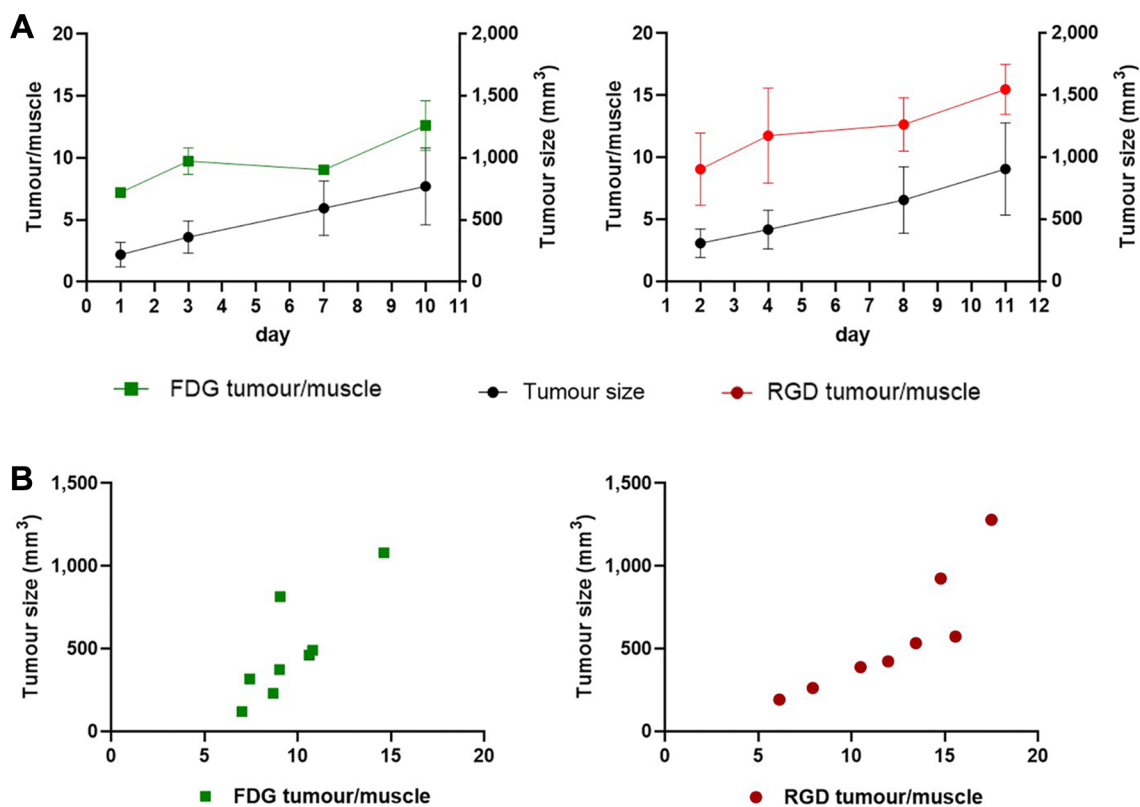 A
Tumour/muscle
20
15
10
5
0
2,000
1,500
1,000
500
0
Tumour size (mm³)
0 1 2 3 4 5 6 7 8 9 10 11
day
Tumour/muscle
20
15
10
5
0
2,000
1,500
1,000
500
0
Tumour size (mm³)
1 2 3 4 5 6 7 8 9 10 11 12
day
FDG tumour/muscle
Tumour size
RGD tumour/muscle
B
Tumour size (mm³)
1,500
1,000
500
0
0 5 10 15 20
FDG tumour/muscle
Tumour size (mm³)
1,500
1,000
500
0
0 5 10 15 20
RGD tumour/muscle